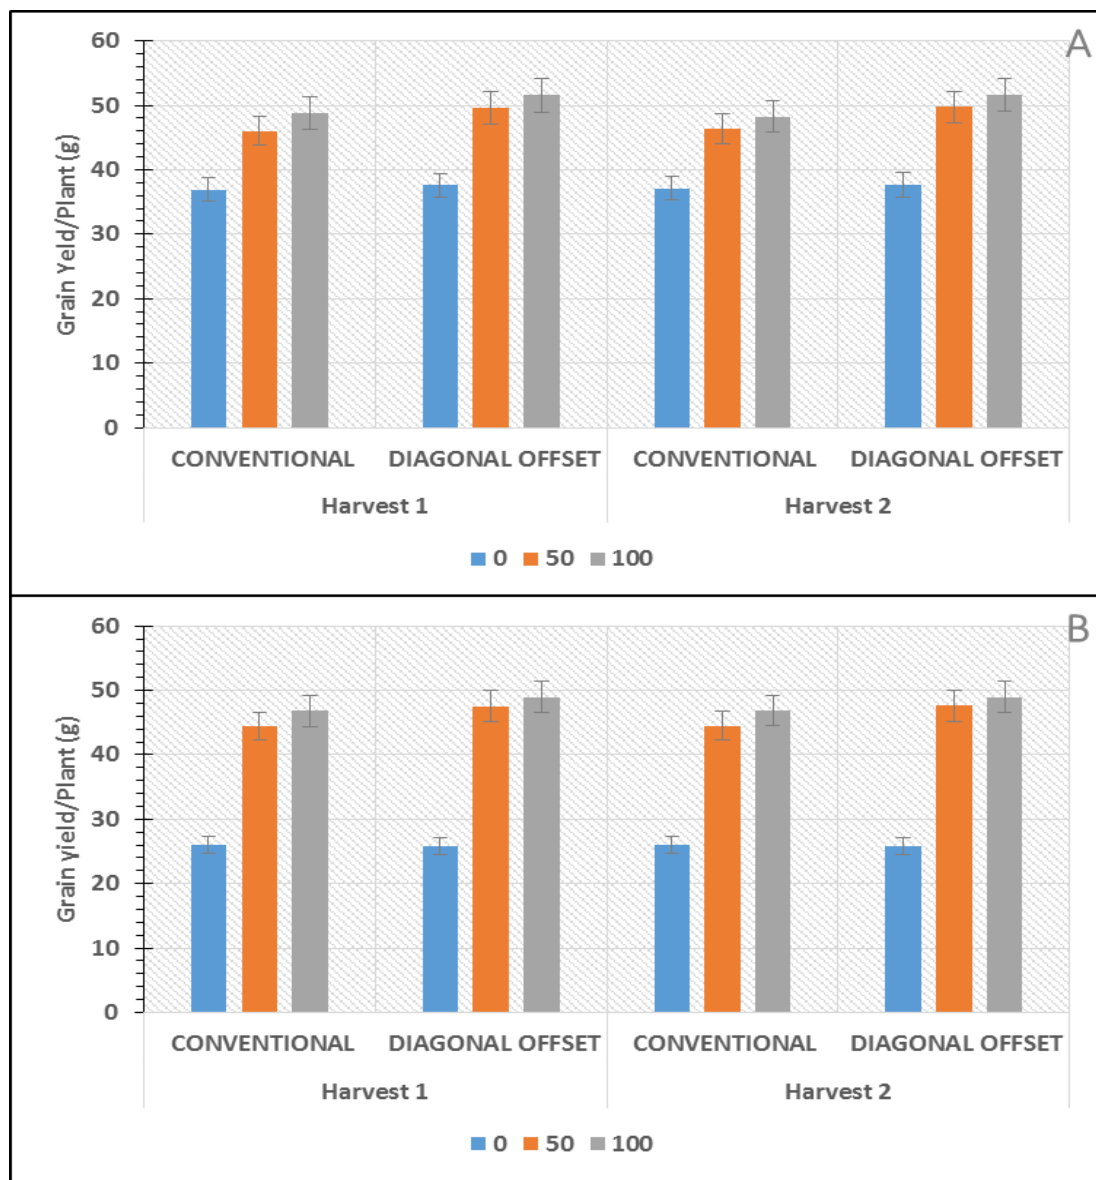 A
60
50
40
30
20
10
0
Grain Yeld/Plant (g)
CONVENTIONAL DIAGONAL OFFSET CONVENTIONAL DIAGONAL OFFSET
Harvest 1 Harvest 2
0 50 100
B
60
50
40
30
20
10
0
Grain yield/Plant (g)
CONVENTIONAL DIAGONAL OFFSET CONVENTIONAL DIAGONAL OFFSET
Harvest 1 Harvest 2
0 50 100